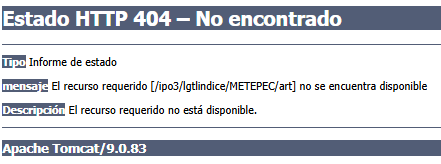 Estado HTTP 404 – No encontrado
Tipo Informe de estado
mensaje El recurso requerido [/ipo3/lgtlindice/METEPEC/art] no se encuentra disponible
Descripción El recurso requerido no está disponible.
Apache Tomcat/9.0.83